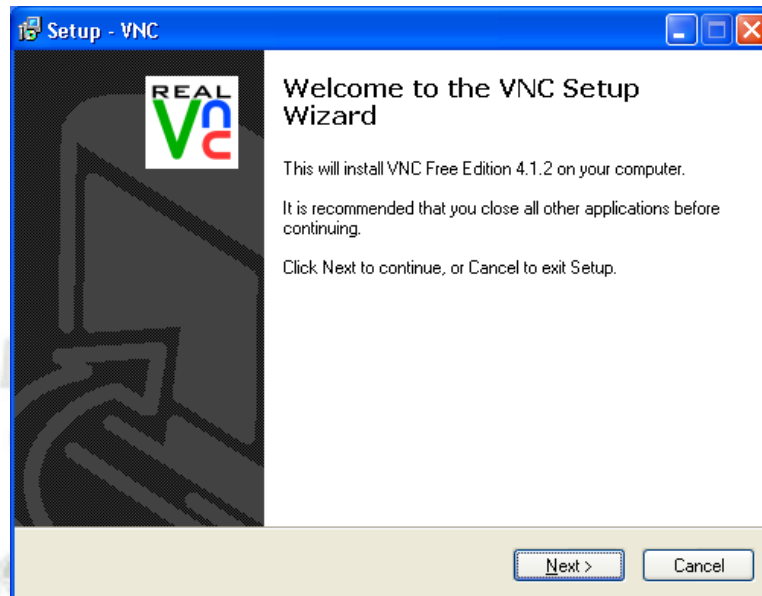 Setup - VNC
REAL
Vnc
Welcome to the VNC Setup
Wizard
This will install VNC Free Edition 4.1.2 on your computer.
It is recommended that you close all other applications before
continuing.
Click Next to continue, or Cancel to exit Setup.
Next >
Cancel